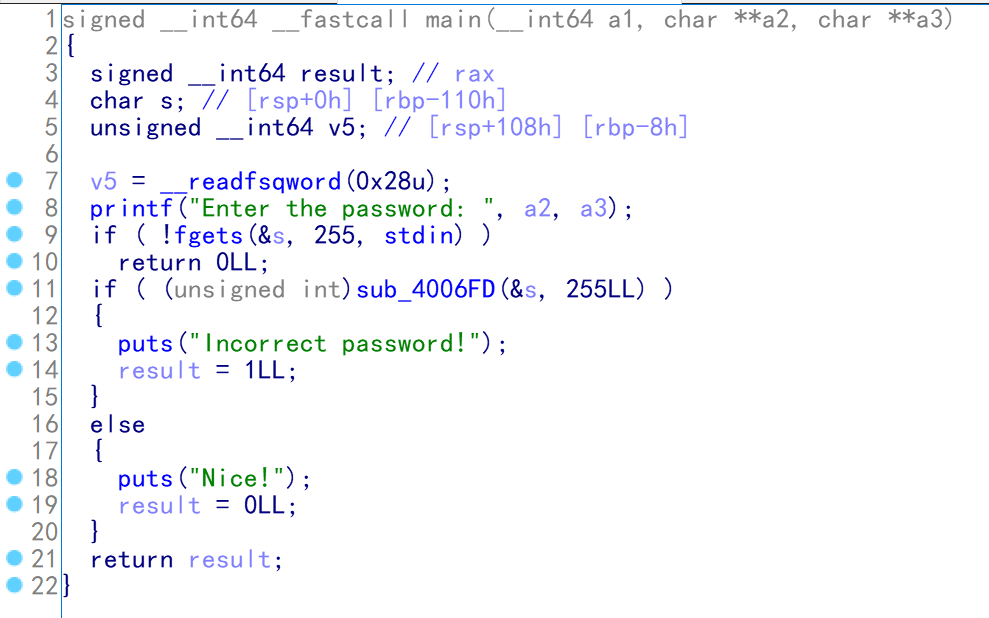 1 signed __int64 __fastcall main(__int64 a1, char **a2, char **a3)
2 {
3   signed __int64 result; // rax
4   char s; // [rsp+0h] [rbp-110h]
5   unsigned __int64 v5; // [rsp+108h] [rbp-8h]
6
7   v5 = __readfsqword(0x28u);
8   printf("Enter the password: ", a2, a3);
9   if ( !fgets(&s, 255, stdin) )
10     return 0LL;
11   if ( (unsigned int)sub_4006FD(&s, 255LL) )
12   {
13     puts("Incorrect password!");
14     result = 1LL;
15   }
16   else
17   {
18     puts("Nice!");
19     result = 0LL;
20   }
21   return result;
22 }